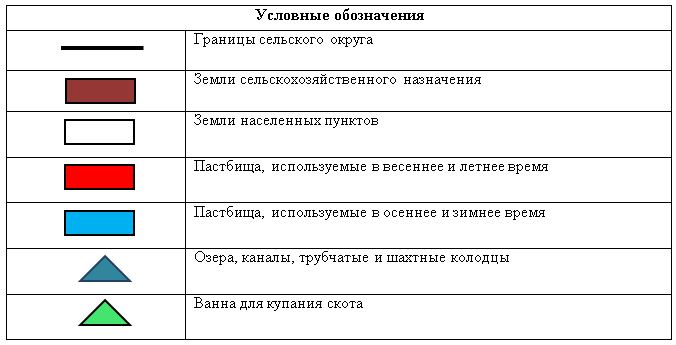 Условные обозначения
Границы сельского округа
Земли сельскохозяйственного назначения
Земли населенных пунктов
Пастбища, используемые в весеннее и летнее время
Пастбища, используемые в осеннее и зимнее время
Озера, каналы, трубчатые и шахтные колодцы
Ванна для купания скота